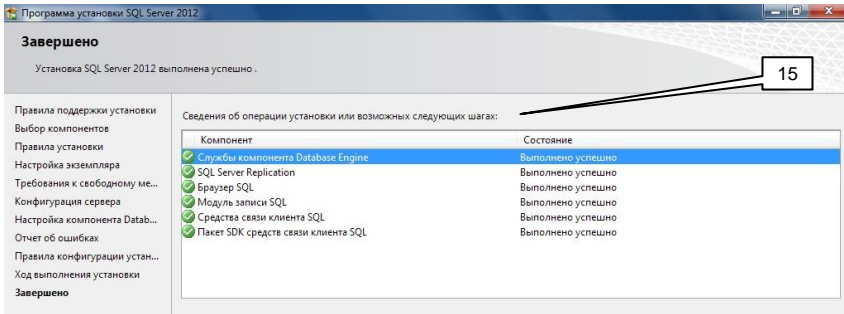 Программа установки SQL Server 2012
Завершено
Установка SQL Server 2012 выполнена успешно .
15
Правила поддержки установки
Выбор компонентов
Правила установки
Настройка экземпляра
Требования к свободному ме...
Конфигурация сервера
Настройка компонента Datab...
Отчет об ошибках
Правила конфигурации устан...
Ход выполнения установки
Завершено
Сведения об операции установки или возможных следующих шагах:
Компонент Состояние
Службы компонента Database Engine Выполнено успешно
SQL Server Replication Выполнено успешно
Браузер SQL Выполнено успешно
Модуль записи SQL Выполнено успешно
Средства связи клиента SQL Выполнено успешно
Пакет SDK средств связи клиента SQL Выполнено успешно